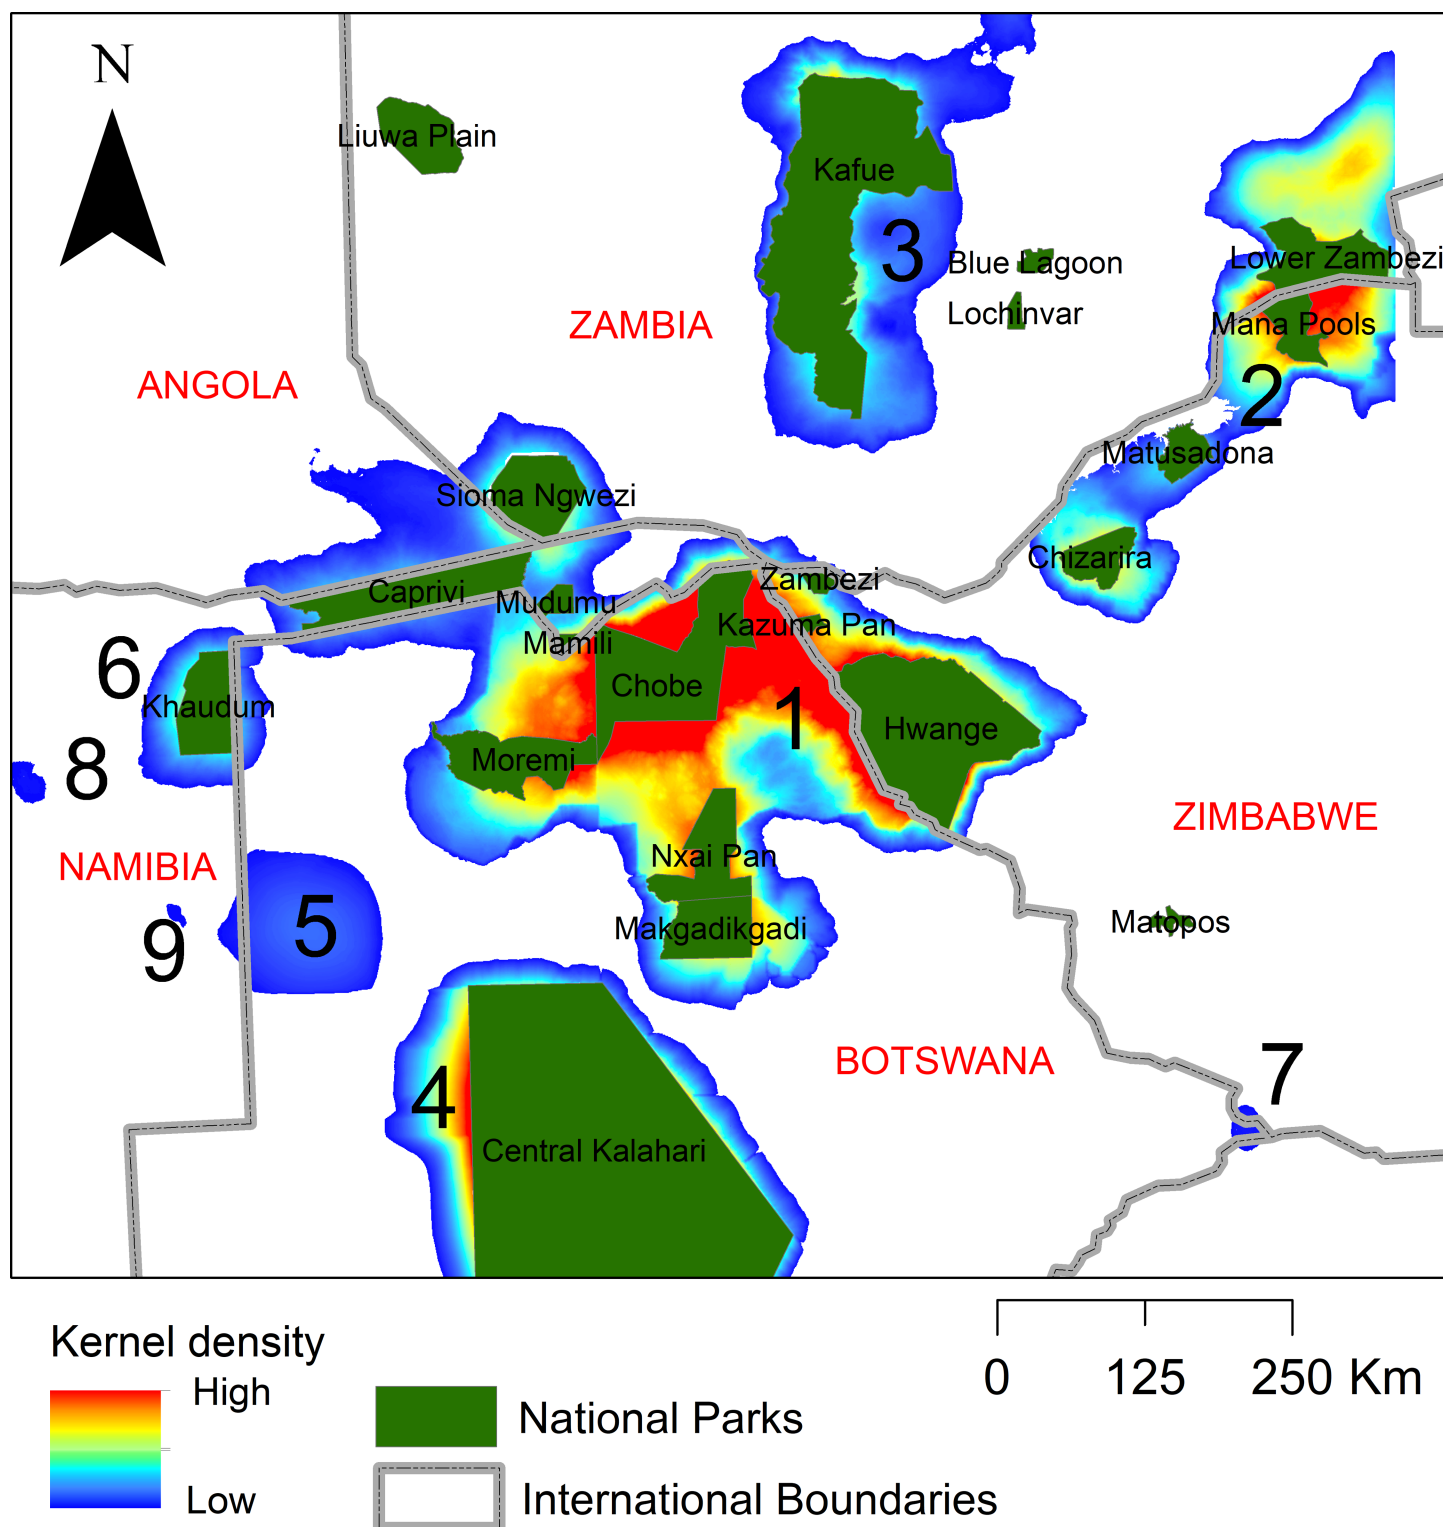 N
Liuwa Plain
Kafue
3
Blue Lagoon
Lochinvar
Lower Zambezi
Mana Pools
2
ZAMBIA
ANGOLA
Matusadona
Sioma Ngwezi
Chizarira
Caprivi
Mudumu
Zambezi
Kazuma Pan
Mamili
6
Khaudum
Chobe
1
Hwange
8
Moremi
ZIMBABWE
NAMIBIA
Nxai Pan
5
9
Makgadikgadi
Matopos
BOTSWANA
7
4
Central Kalahari
Kernel density
High
Low
National Parks
International Boundaries
0 125 250 Km